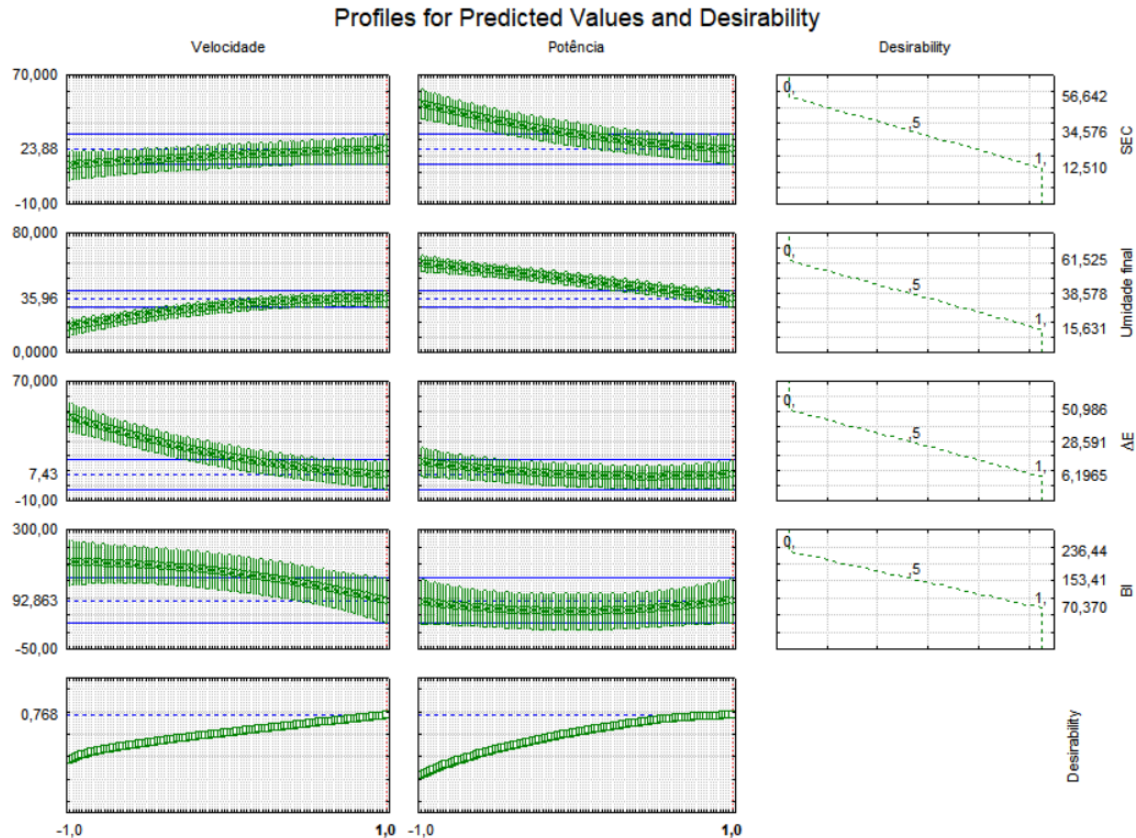 Profiles for Predicted Values and Desirability
Velocidade Potência Desirability
70,000
23,88
-10,00
0, ,5 1,
56,642
34,576
12,510
SEC
80,000
35,96
0,0000
0, ,5 1,
61,525
38,578
15,631
Umidade final
70,000
7,43
-10,00
0, ,5 1,
50,986
28,591
6,1965
ΔE
300,00
92,863
-50,00
0, ,5 1,
236,44
153,41
70,370
BI
0,768
Desirability
-1,0 1,0 -1,0 1,0